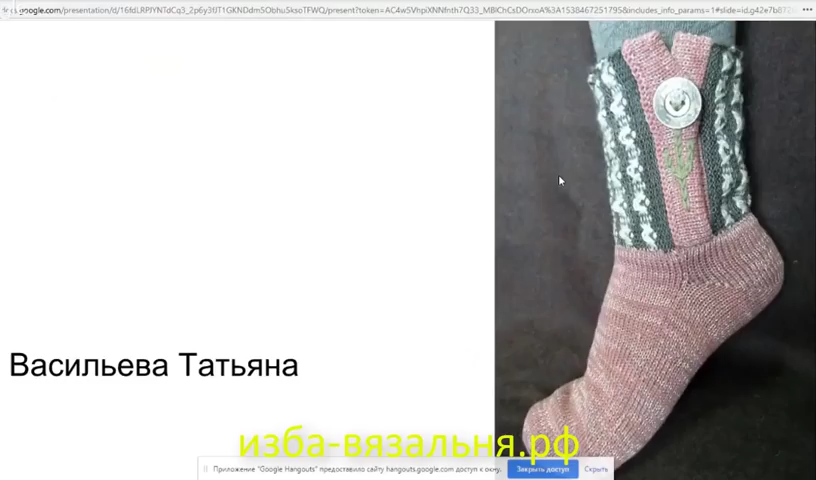 Васильева Татьяна
изба-вязальня.рф
Приложение "Google Hangouts" предоставило сайту hangouts.google.com доступ к окну.
Закрыть доступ
Скрыть